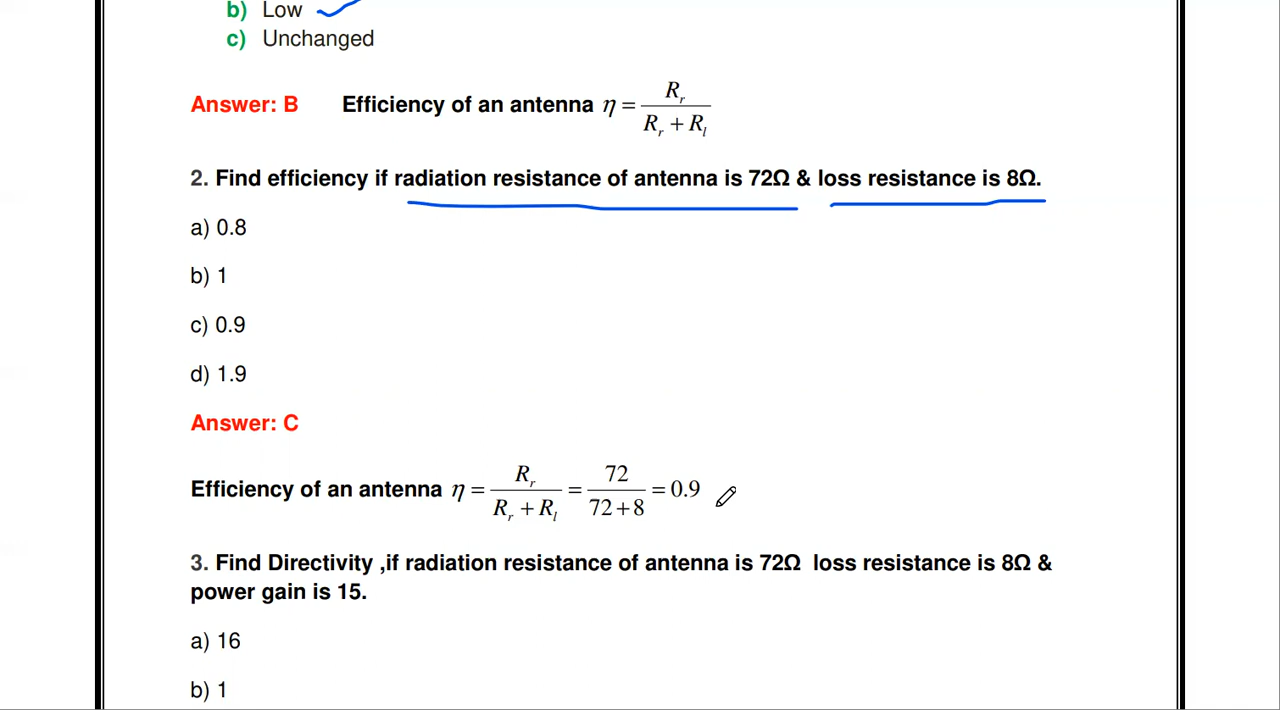 b) Low
c) Unchanged
Answer: B Efficiency of an antenna η = R_r / (R_r + R_l)
2. Find efficiency if radiation resistance of antenna is 72Ω & loss resistance is 8Ω.
a) 0.8
b) 1
c) 0.9
d) 1.9
Answer: C
Efficiency of an antenna η = R_r / (R_r + R_l) = 72 / (72+8) = 0.9
3. Find Directivity ,if radiation resistance of antenna is 72Ω loss resistance is 8Ω &
power gain is 15.
a) 16
b) 1